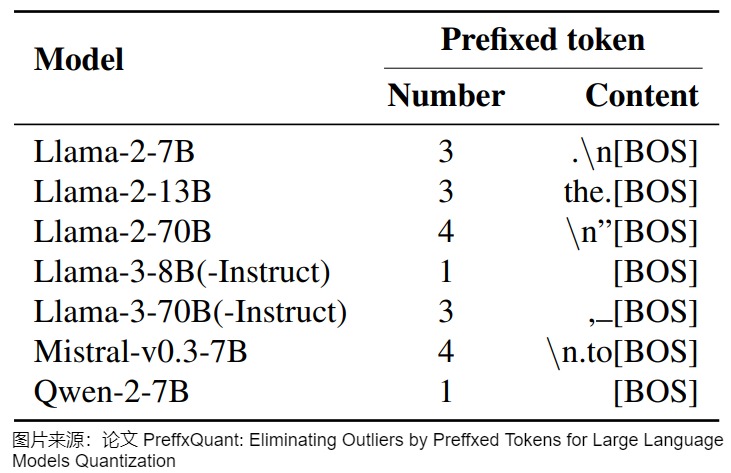 Model Prefixed token
Number Content
Llama-2-7B 3 .\n[BOS]
Llama-2-13B 3 the.[BOS]
Llama-2-70B 4 \n”[BOS]
Llama-3-8B(-Instruct) 1 [BOS]
Llama-3-70B(-Instruct) 3 ,_[BOS]
Mistral-v0.3-7B 4 \n.to[BOS]
Qwen-2-7B 1 [BOS]
图片来源：论文 PreffxQuant: Eliminating Outliers by Preffxed Tokens for Large Language
Models Quantization